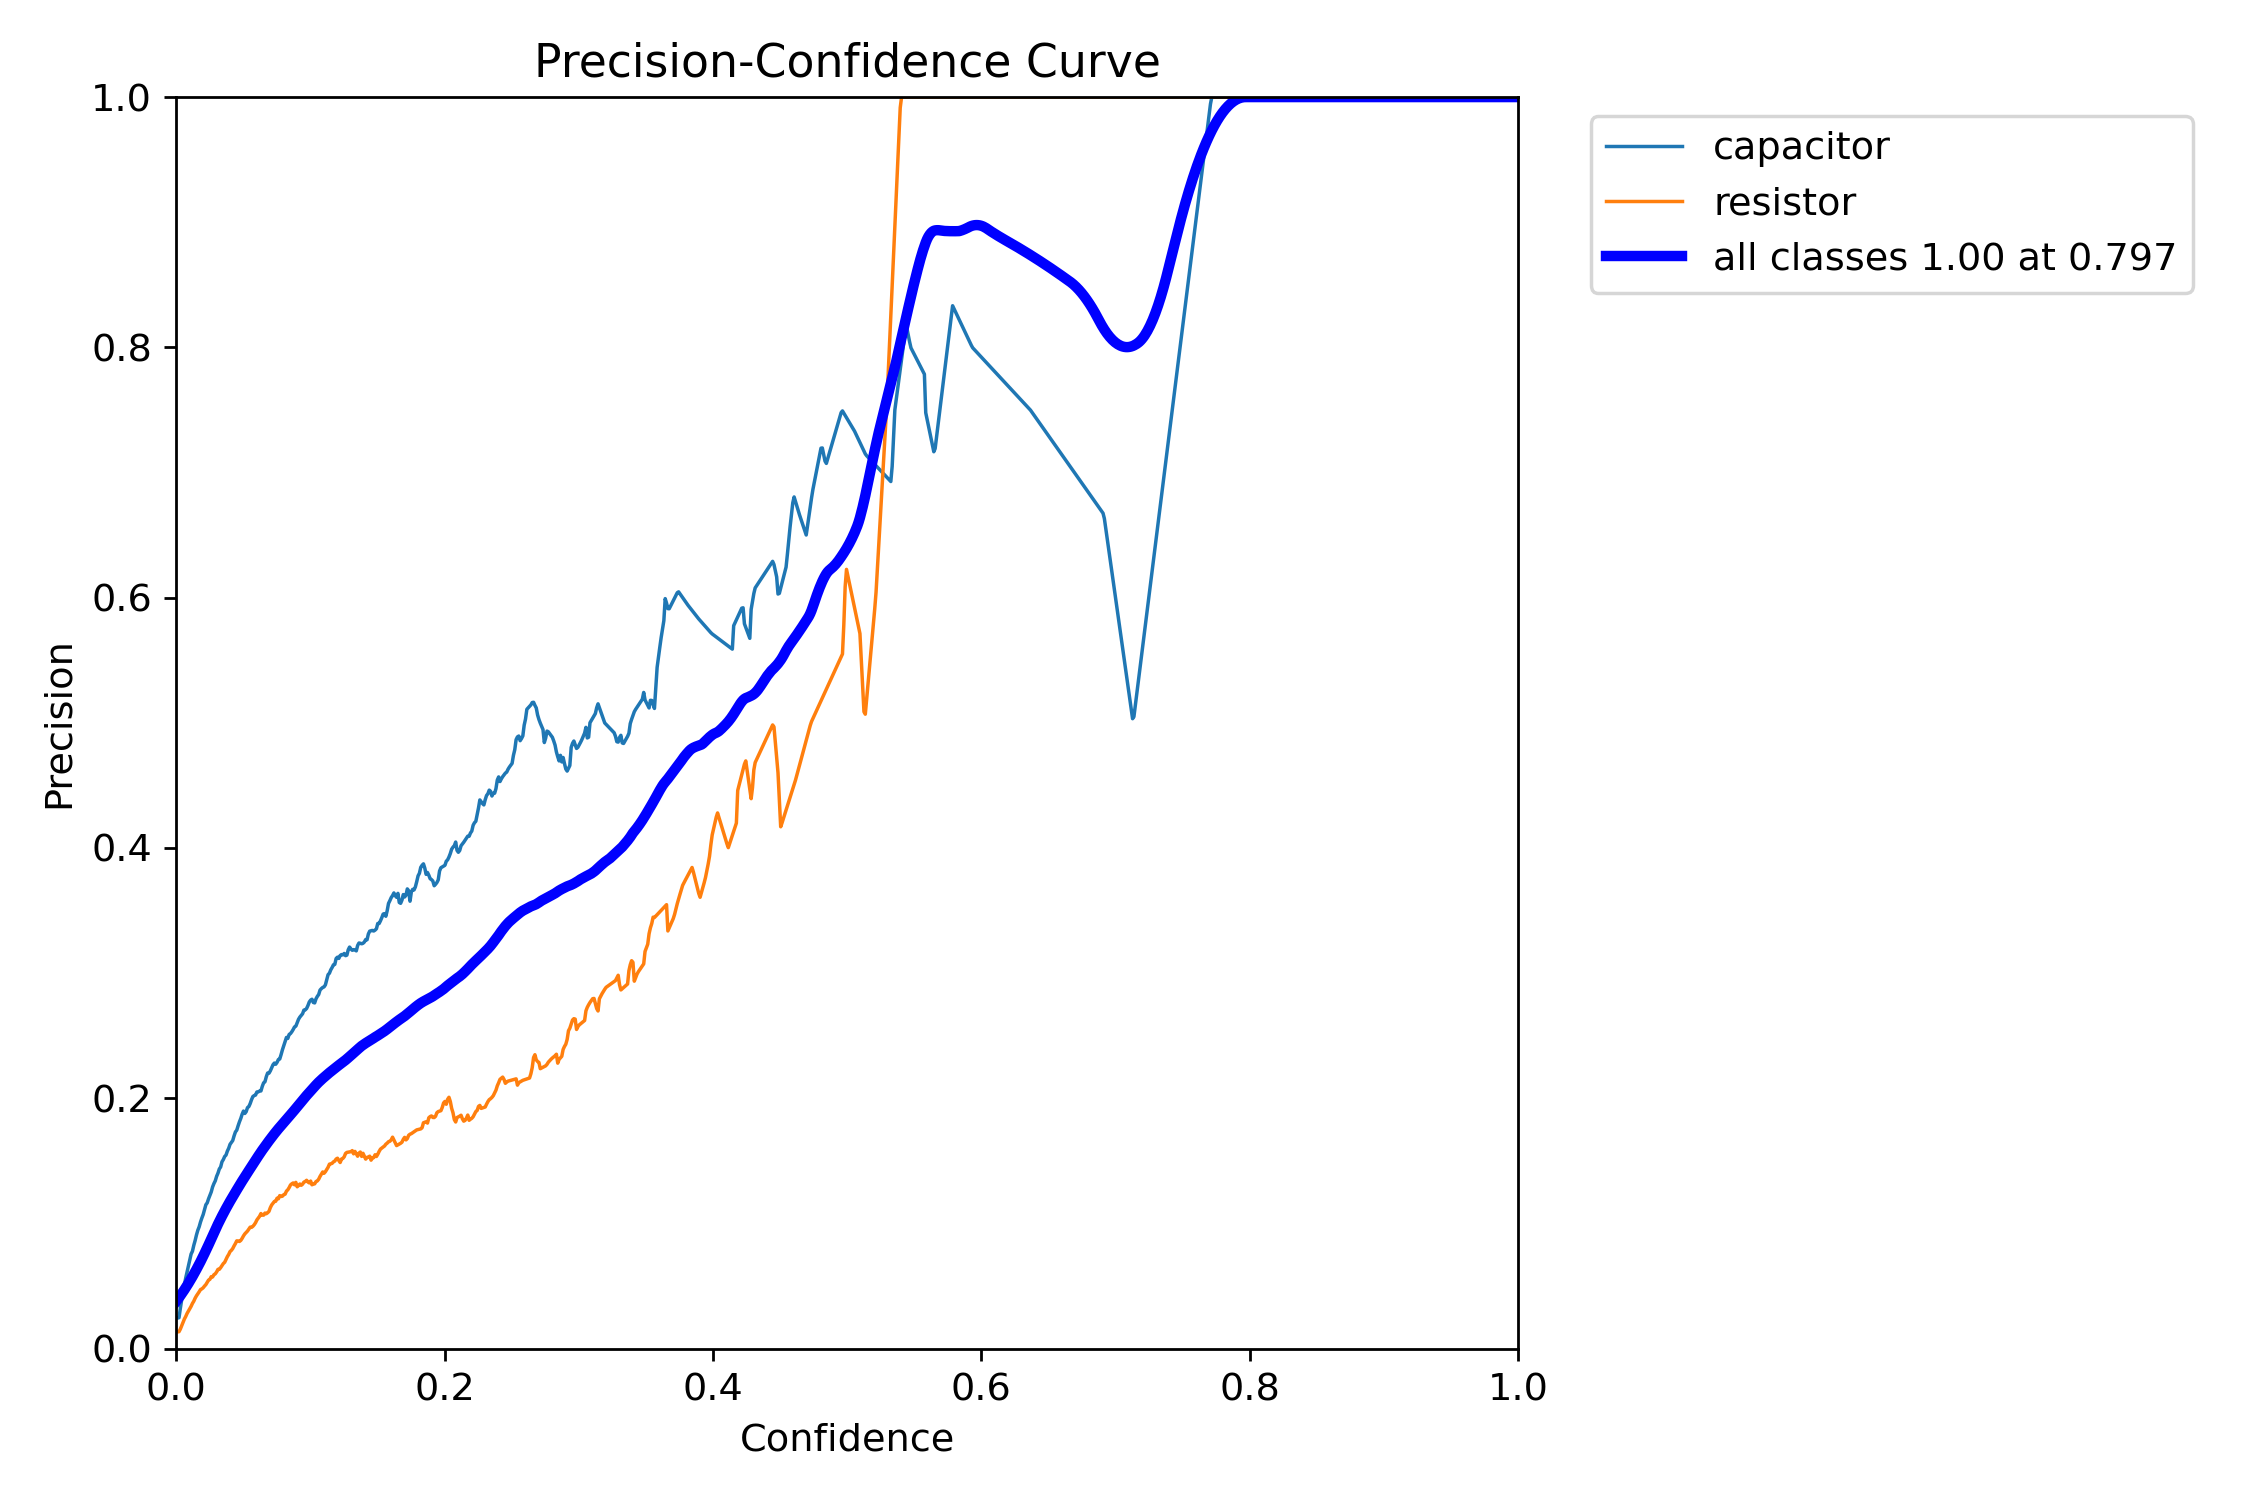 Precision-Confidence Curve
1.0
0.8
0.6
0.4
0.2
0.0
Precision
0.0 0.2 0.4 0.6 0.8 1.0
Confidence
capacitor
resistor
all classes 1.00 at 0.797